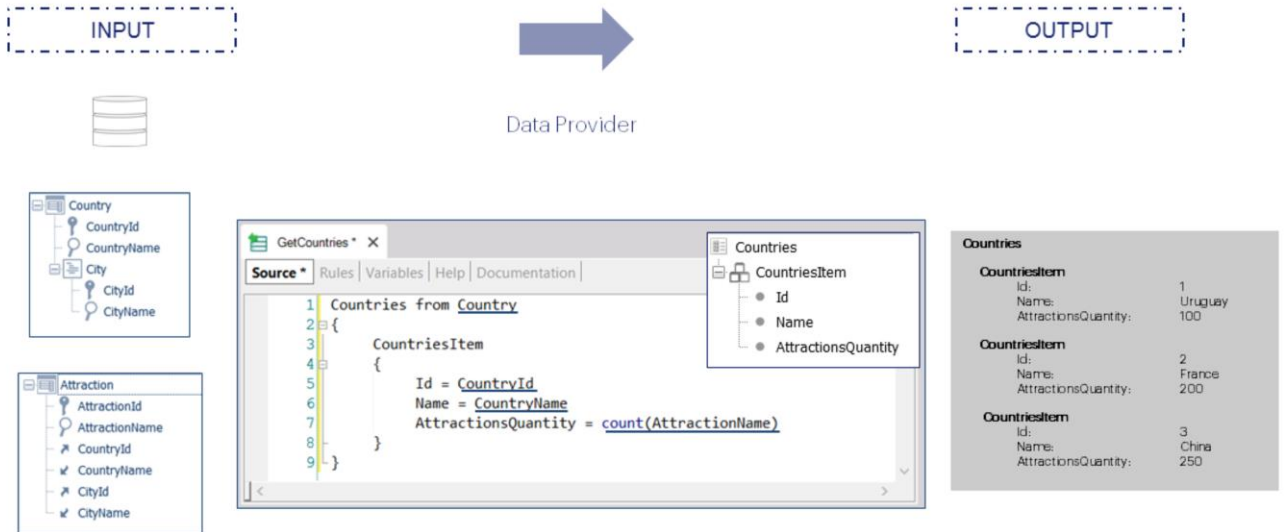 INPUT
OUTPUT
Data Provider
Country
CountryId
CountryName
City
CityId
CityName
Attraction
AttractionId
AttractionName
CountryId
CountryName
CityId
CityName
GetCountries * X
Source * Rules Variables Help Documentation
1 Countries from Country
2 {
3 CountriesItem
4 {
5 Id = CountryId
6 Name = CountryName
7 AttractionsQuantity = count(AttractionName)
8 }
9 }
Countries
CountriesItem
Id
Name
AttractionsQuantity
Countries
CountriesItem
Id: 1
Name: Uruguay
AttractionsQuantity: 100
CountriesItem
Id: 2
Name: France
AttractionsQuantity: 200
CountriesItem
Id: 3
Name: China
AttractionsQuantity: 250